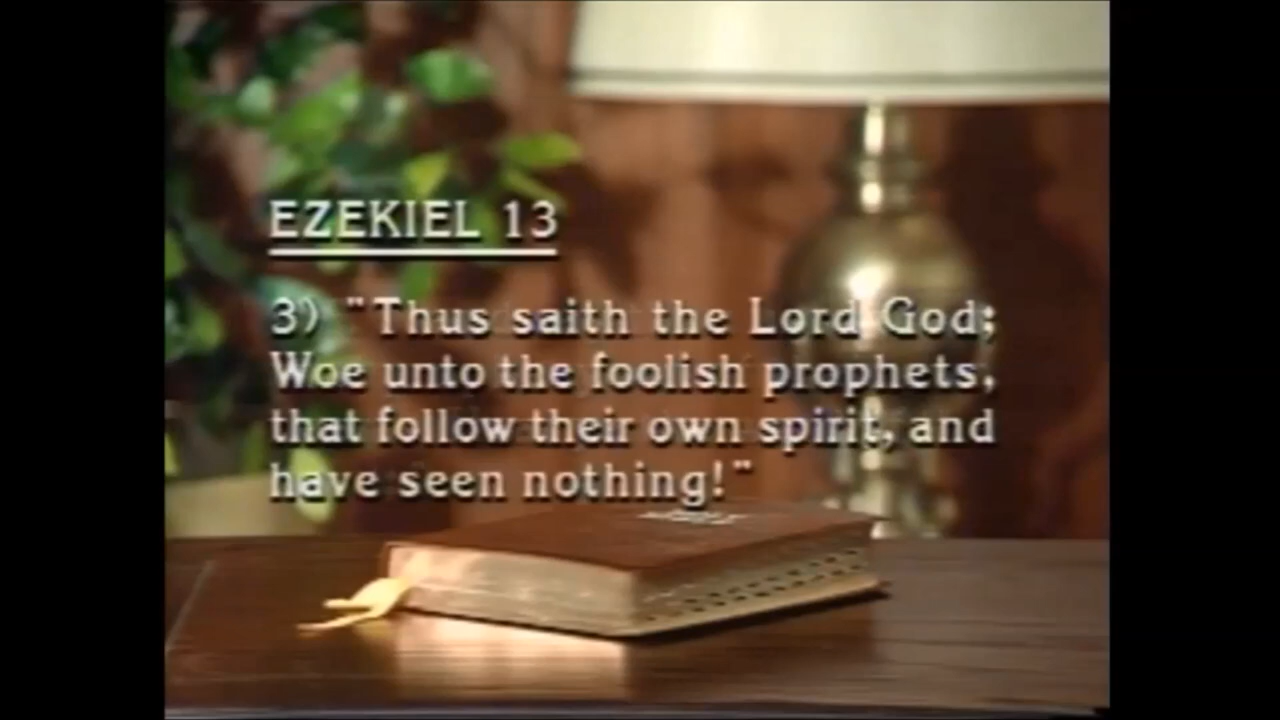 EZEKIEL 13
3) "Thus saith the Lord God;
Woe unto the foolish prophets,
that follow their own spirit, and
have seen nothing!"